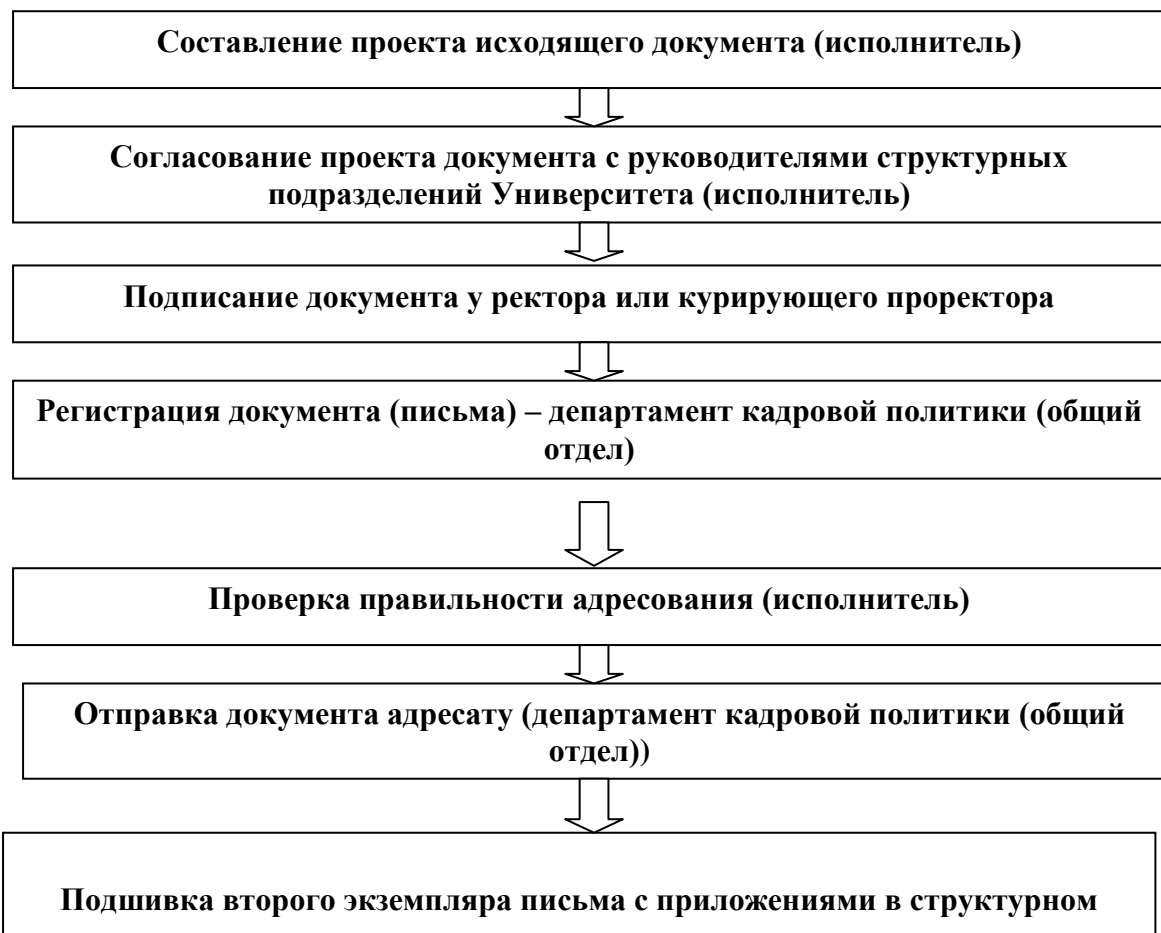 Составление проекта исходящего документа (исполнитель)
Согласование проекта документа с руководителями структурных
подразделений Университета (исполнитель)
Подписание документа у ректора или курирующего проректора
Регистрация документа (письма) – департамент кадровой политики (общий
отдел)
Проверка правильности адресования (исполнитель)
Отправка документа адресату (департамент кадровой политики (общий
отдел))
Подшивка второго экземпляра письма с приложениями в структурном